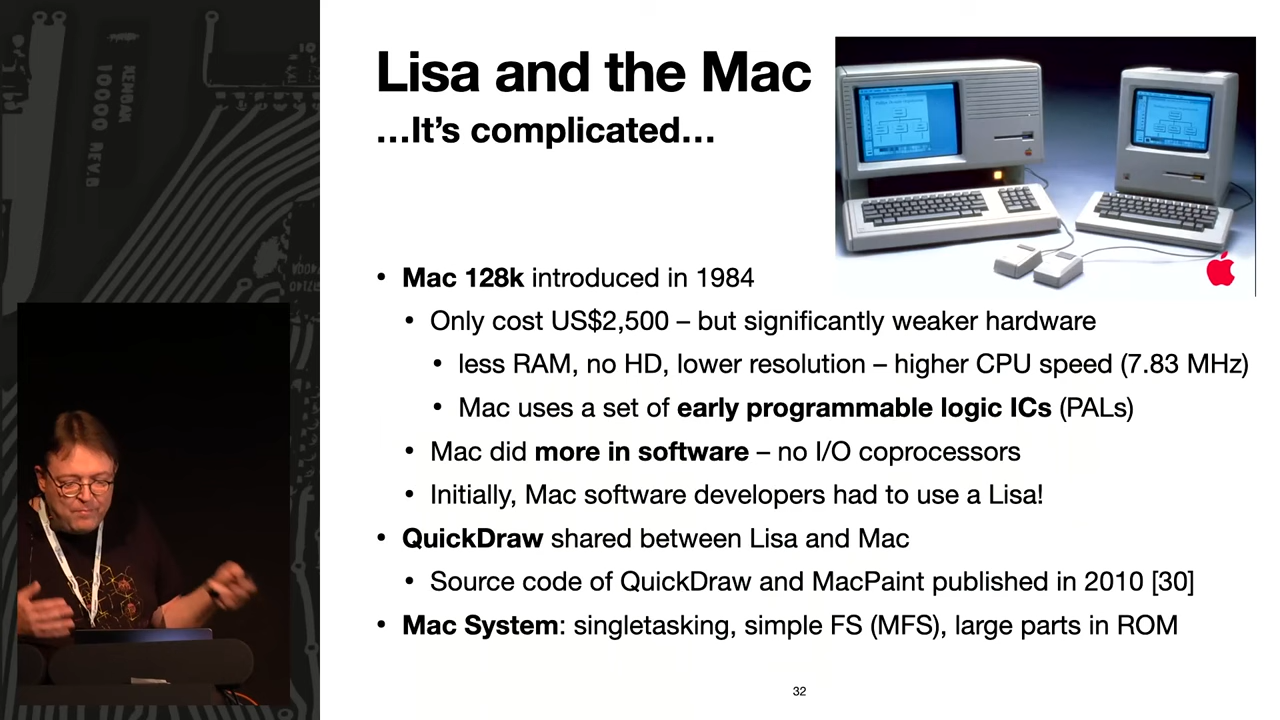 Lisa and the Mac
…It’s complicated…
• Mac 128k introduced in 1984
• Only cost US$2,500 – but significantly weaker hardware
• less RAM, no HD, lower resolution – higher CPU speed (7.83 MHz)
• Mac uses a set of early programmable logic ICs (PALs)
• Mac did more in software – no I/O coprocessors
• Initially, Mac software developers had to use a Lisa!
• QuickDraw shared between Lisa and Mac
• Source code of QuickDraw and MacPaint published in 2010 [30]
• Mac System: singletasking, simple FS (MFS), large parts in ROM
32
10000 REV.8